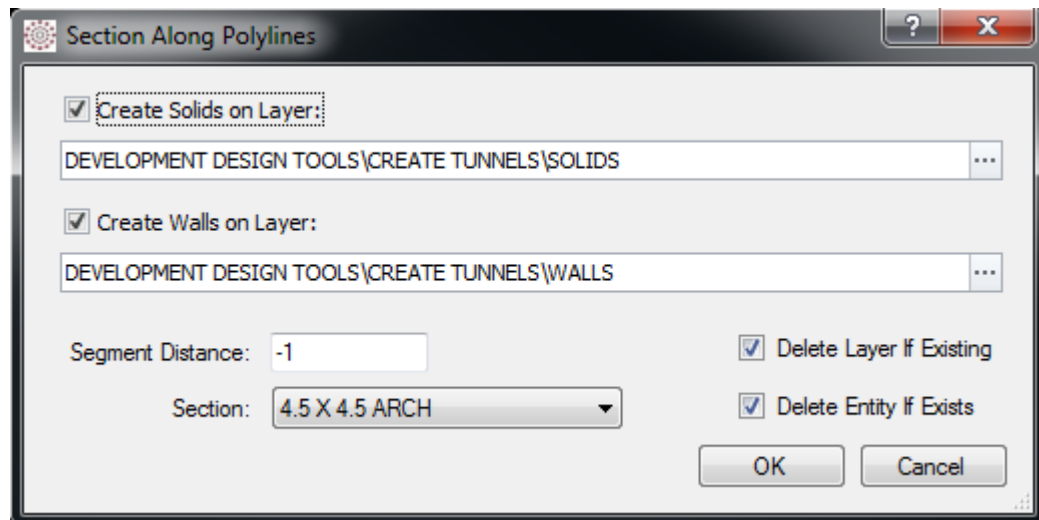 Section Along Polylines
Create Solids on Layer:
DEVELOPMENT DESIGN TOOLS\CREATE TUNNELS\SOLIDS
...
Create Walls on Layer:
DEVELOPMENT DESIGN TOOLS\CREATE TUNNELS\WALLS
...
Segment Distance: -1
Delete Layer If Existing
Section: 4.5 X 4.5 ARCH
Delete Entity If Exists
OK Cancel